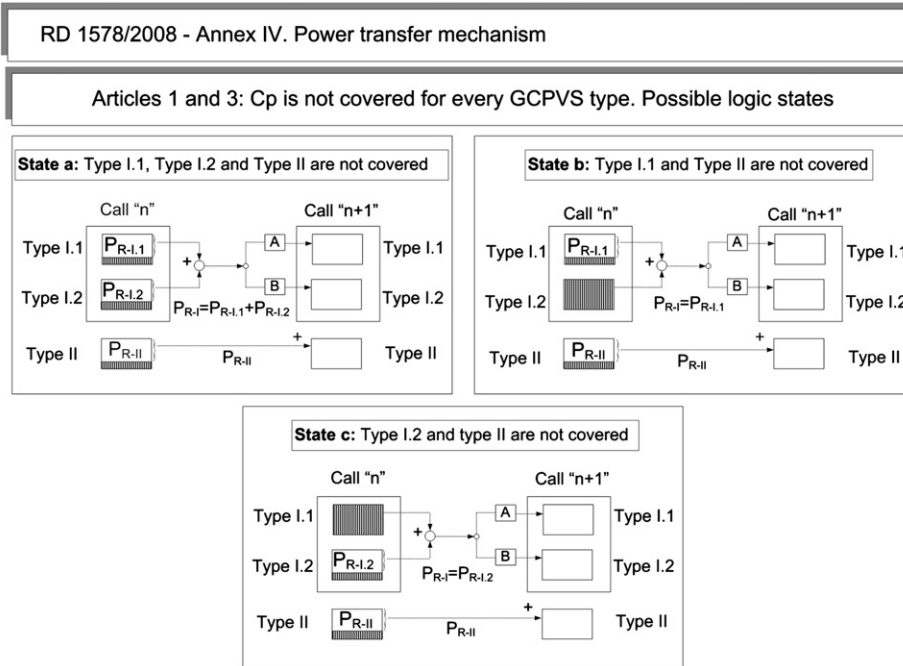 RD 1578/2008 - Annex IV. Power transfer mechanism
Articles 1 and 3: Cp is not covered for every GCPVS type. Possible logic states
State a: Type I.1, Type I.2 and Type II are not covered
Call “n”
Call “n+1”
Type I.1
PR-I.1
A
Type I.1
+
Type I.2
PR-I.2
B
Type I.2
PR-I=PR-I.1+PR-I.2
+
Type II
PR-II
PR-II
Type II
State b: Type I.1 and Type II are not covered
Call “n”
Call “n+1”
Type I.1
PR-I.1
A
Type I.1
+
Type I.2
B
Type I.2
PR-I=PR-I.1
+
Type II
PR-II
PR-II
Type II
State c: Type I.2 and type II are not covered
Call “n”
Call “n+1”
Type I.1
A
Type I.1
+
Type I.2
PR-I.2
B
Type I.2
PR-I=PR-I.2
+
Type II
PR-II
PR-II
Type II